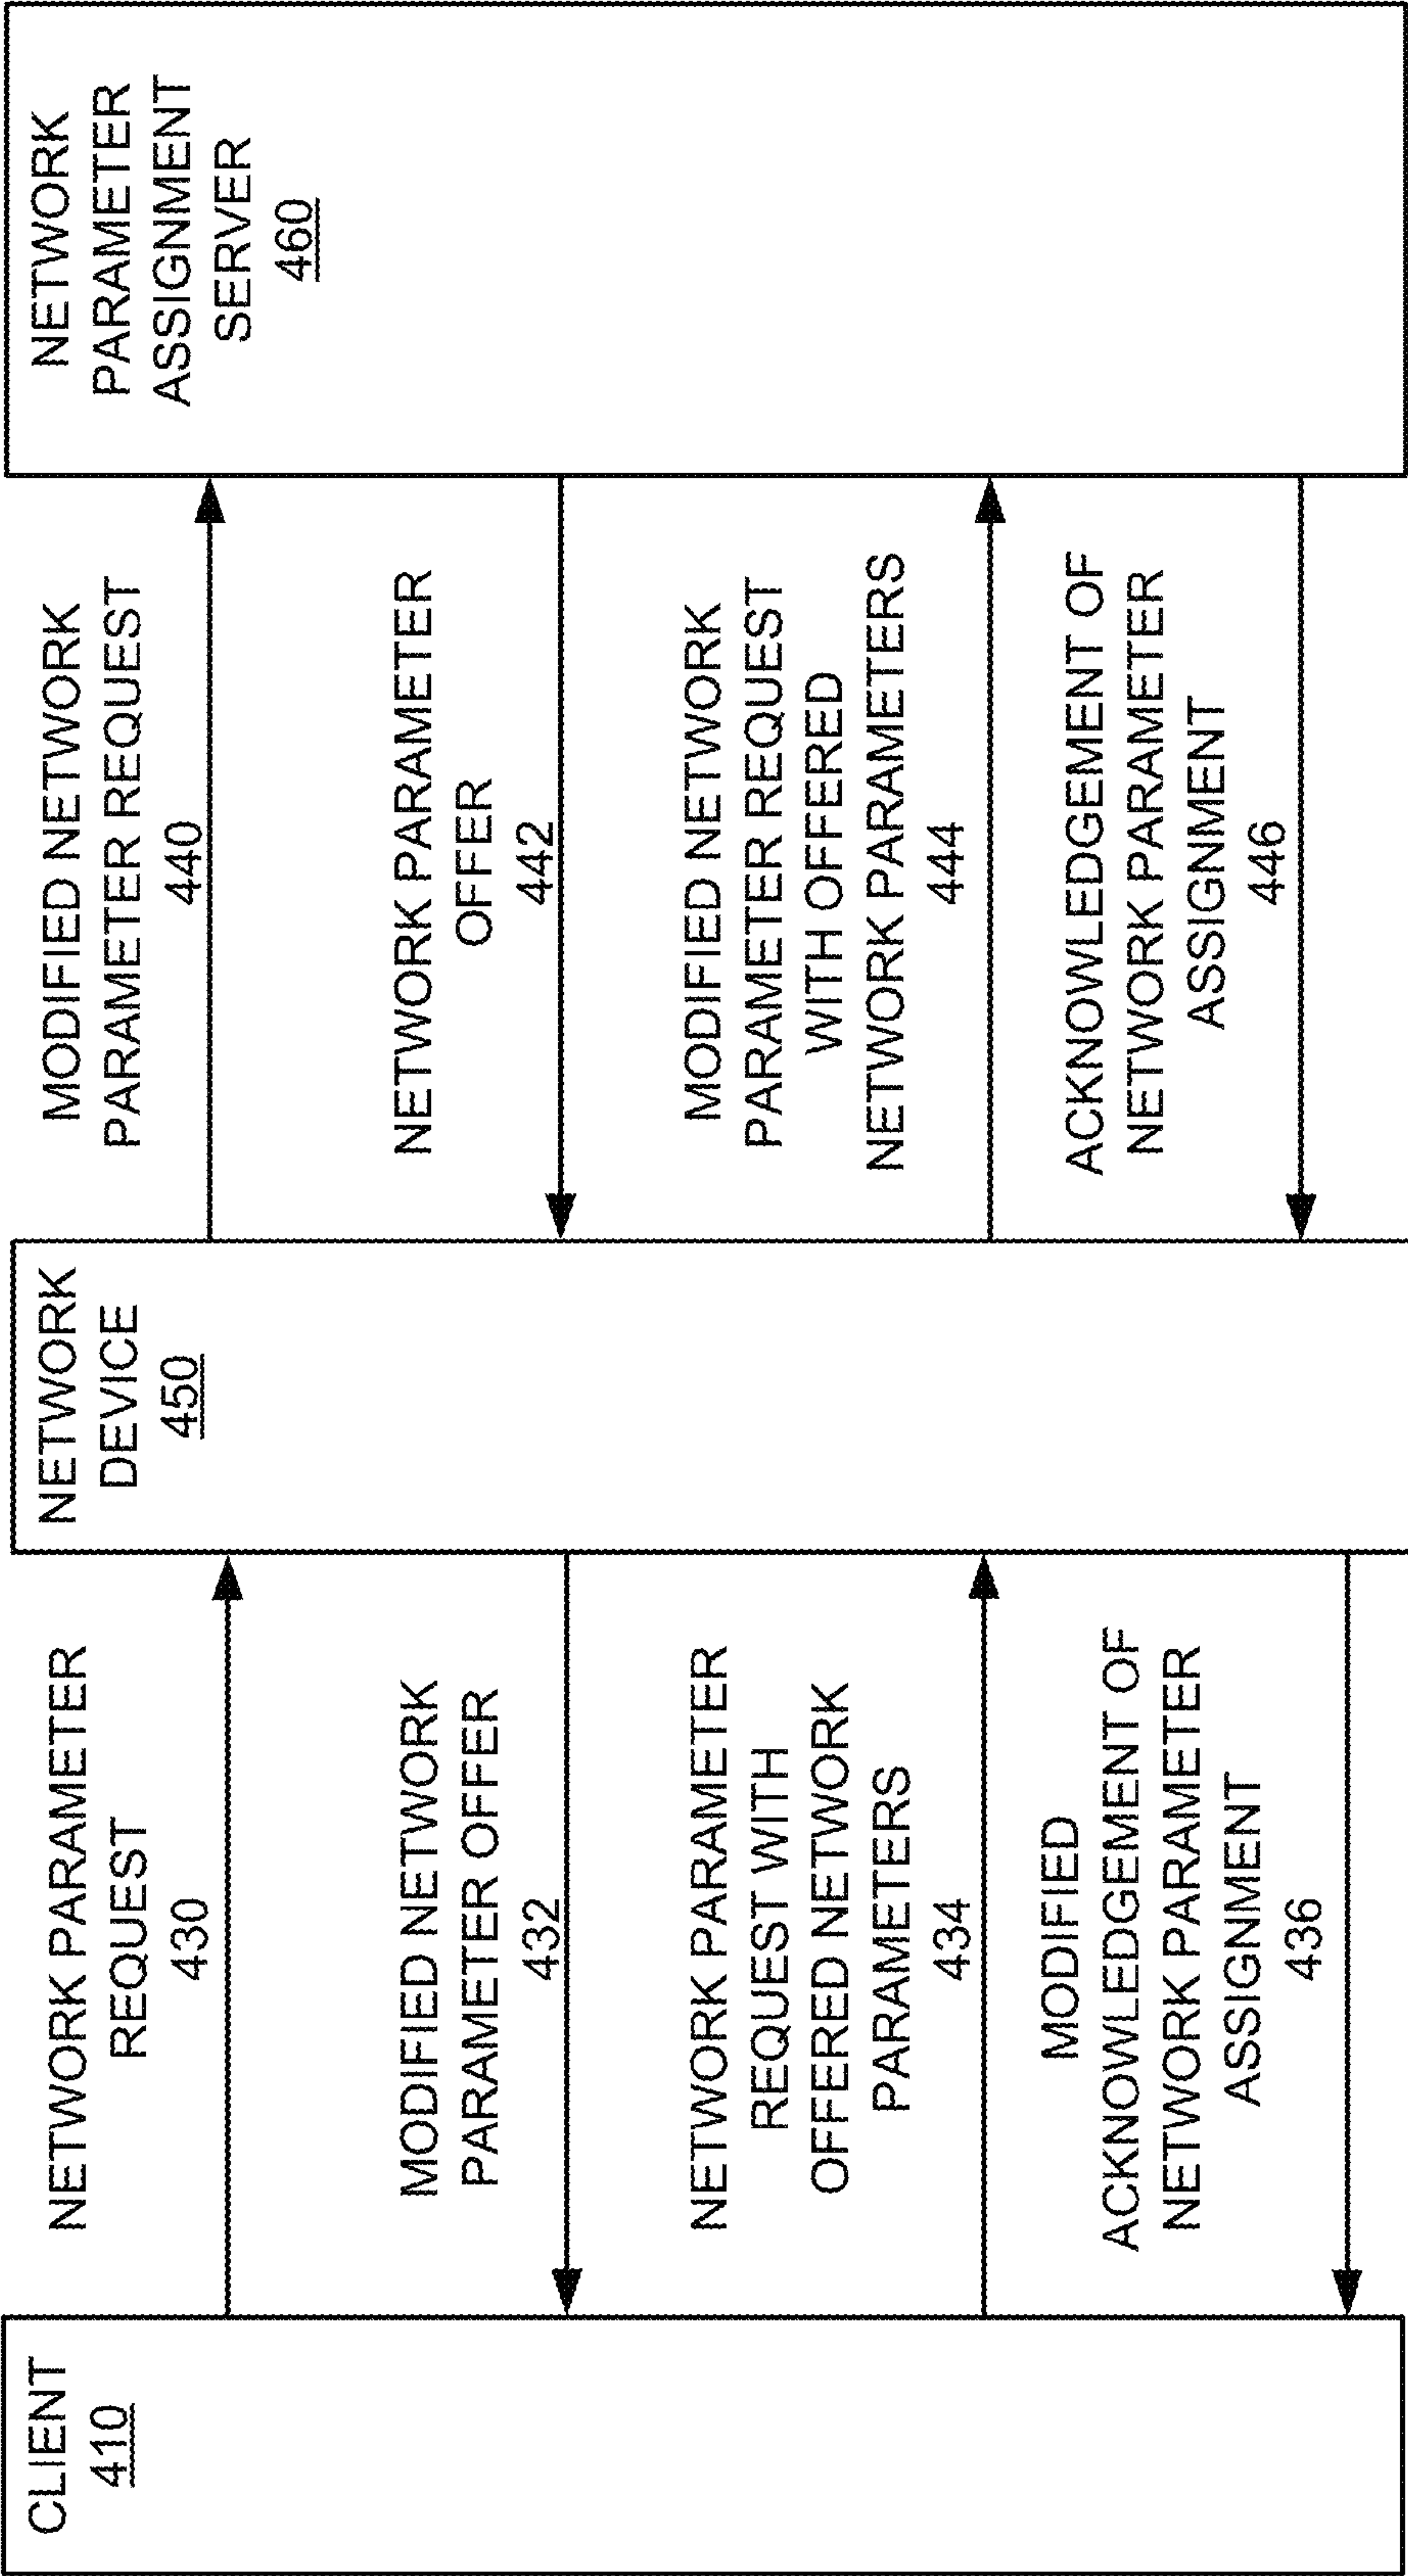 CLIENT
410
NETWORK
DEVICE
450
NETWORK
PARAMETER
ASSIGNMENT
SERVER
460
NETWORK PARAMETER
REQUEST
430
MODIFIED NETWORK
PARAMETER REQUEST
440
NETWORK PARAMETER
OFFER
442
MODIFIED NETWORK
PARAMETER OFFER
432
NETWORK PARAMETER
REQUEST WITH
OFFERED NETWORK
PARAMETERS
434
MODIFIED NETWORK
PARAMETER REQUEST
WITH OFFERED
NETWORK PARAMETERS
444
ACKNOWLEDGEMENT OF
NETWORK PARAMETER
ASSIGNMENT
446
MODIFIED
ACKNOWLEDGEMENT OF
NETWORK PARAMETER
ASSIGNMENT
436